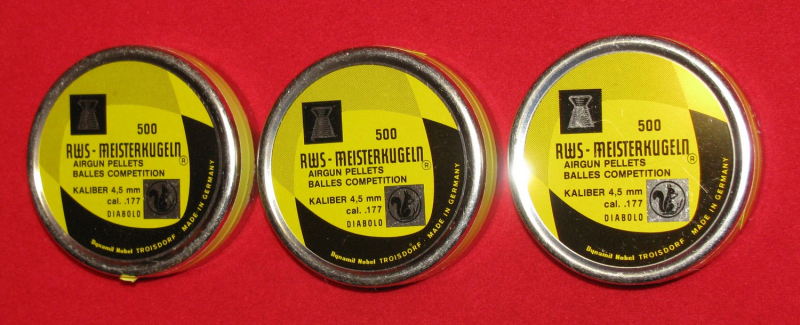 500
RWS-MEISTERKUGELN®
AIRGUN PELLETS
BALLES COMPETITION
KALIBER 4,5 mm
cal. .177
DIABOLO
Dynamit Nobel TROISDORF · MADE IN GERMANY
500
RWS-MEISTERKUGELN®
AIRGUN PELLETS
BALLES COMPETITION
KALIBER 4,5 mm
cal. .177
DIABOLO
Dynamit Nobel TROISDORF · MADE IN GERMANY
500
RWS-MEISTERKUGELN®
AIRGUN PELLETS
BALLES COMPETITION
KALIBER 4,5 mm
cal. .177
DIABOLO
Dynamit Nobel TROISDORF · MADE IN GERMANY